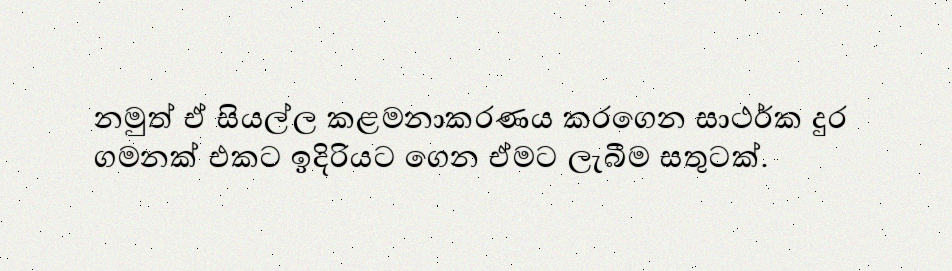 නමුත් ඒ සියල්ල කළමනාකරණය කරගෙන සාර්ථක දුර
ගමනක් එකට ඉදිරියට ගෙන ඒමට ලැබීම සතුටක්.